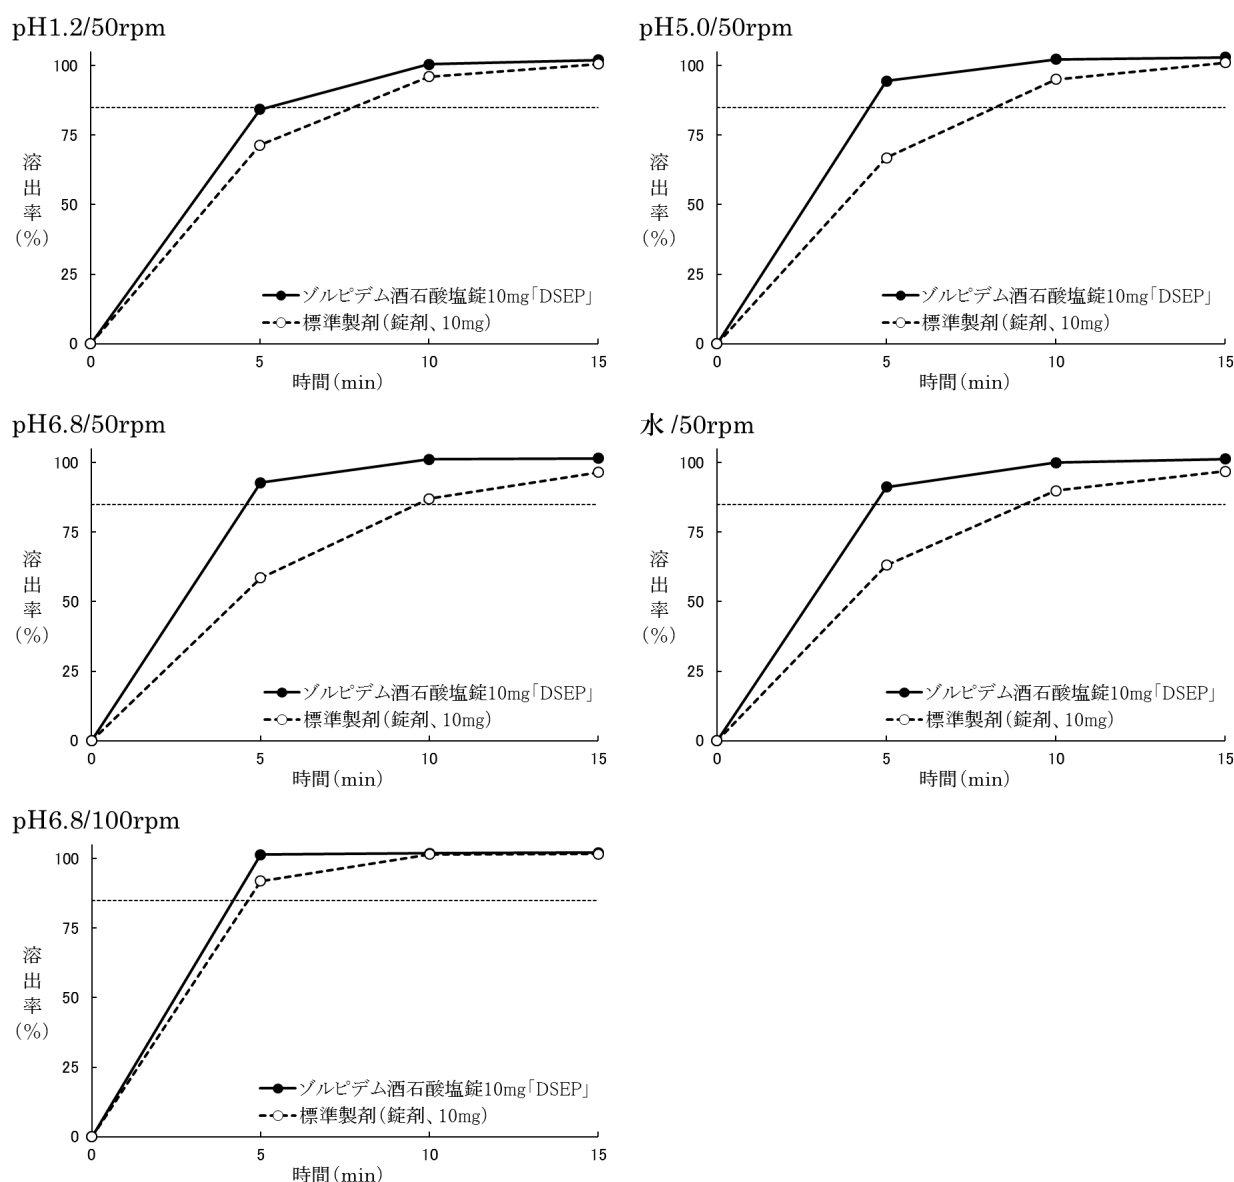 pH1.2/50rpm
100
75
50
25
0
溶出率(%)
ゾルピデム酒石酸塩錠10mg「DSEP」
標準製剤(錠剤、10mg)
0 5 10 15
時間(min)
pH5.0/50rpm
100
75
50
25
0
溶出率(%)
ゾルピデム酒石酸塩錠10mg「DSEP」
標準製剤(錠剤、10mg)
0 5 10 15
時間(min)
pH6.8/50rpm
100
75
50
25
0
溶出率(%)
ゾルピデム酒石酸塩錠10mg「DSEP」
標準製剤(錠剤、10mg)
0 5 10 15
時間(min)
水 /50rpm
100
75
50
25
0
溶出率(%)
ゾルピデム酒石酸塩錠10mg「DSEP」
標準製剤(錠剤、10mg)
0 5 10 15
時間(min)
pH6.8/100rpm
100
75
50
25
0
溶出率(%)
ゾルピデム酒石酸塩錠10mg「DSEP」
標準製剤(錠剤、10mg)
0 5 10 15
時間(min)